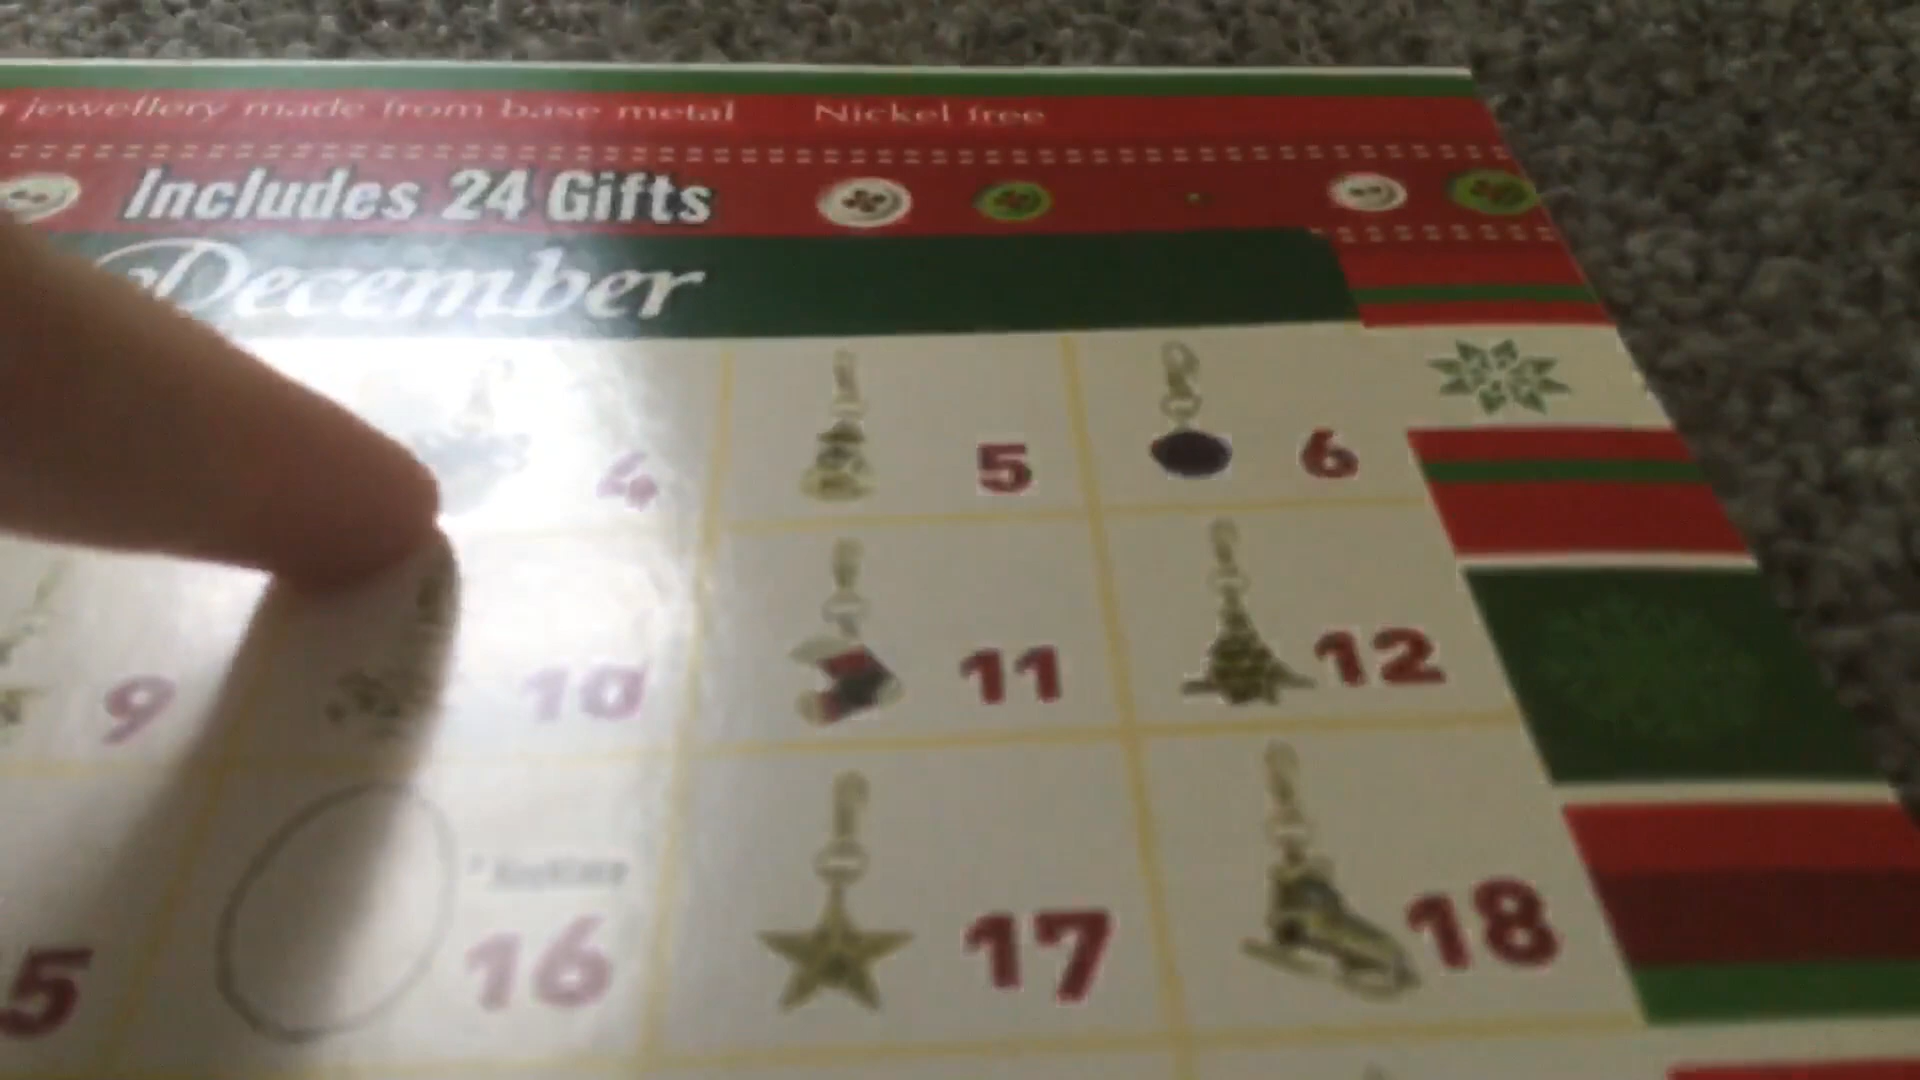 jewellery made from base metal Nickel free
Includes 24 Gifts
December
4 5 6
9 10 11 12
5 16 17 18